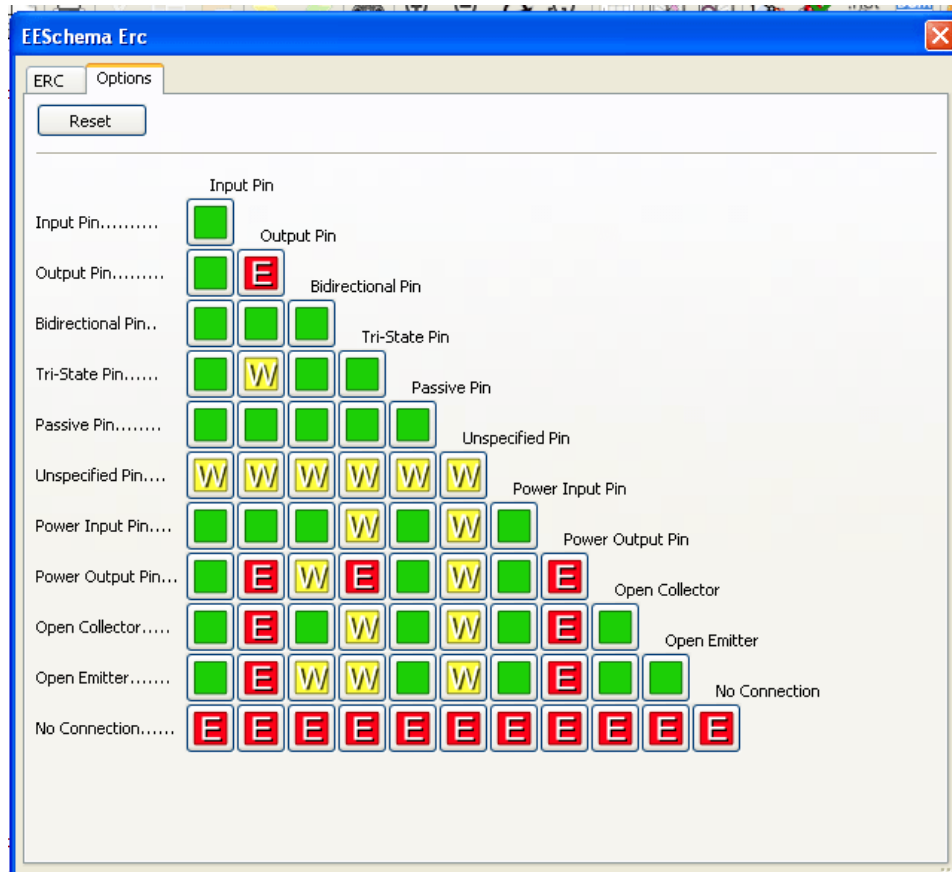 EESchema Erc
ERC Options
Reset
Input Pin
Input Pin..........
Output Pin
Output Pin.........
E
Bidirectional Pin
Bidirectional Pin..
Tri-State Pin
Tri-State Pin......
W
Passive Pin
Passive Pin........
Unspecified Pin
Unspecified Pin....
W W W W W W
Power Input Pin
Power Input Pin....
W W
Power Output Pin
Power Output Pin...
E W E W E
Open Collector
Open Collector.....
E W W E
Open Emitter
Open Emitter.......
E W W W E
No Connection
No Connection......
E E E E E E E E E E E